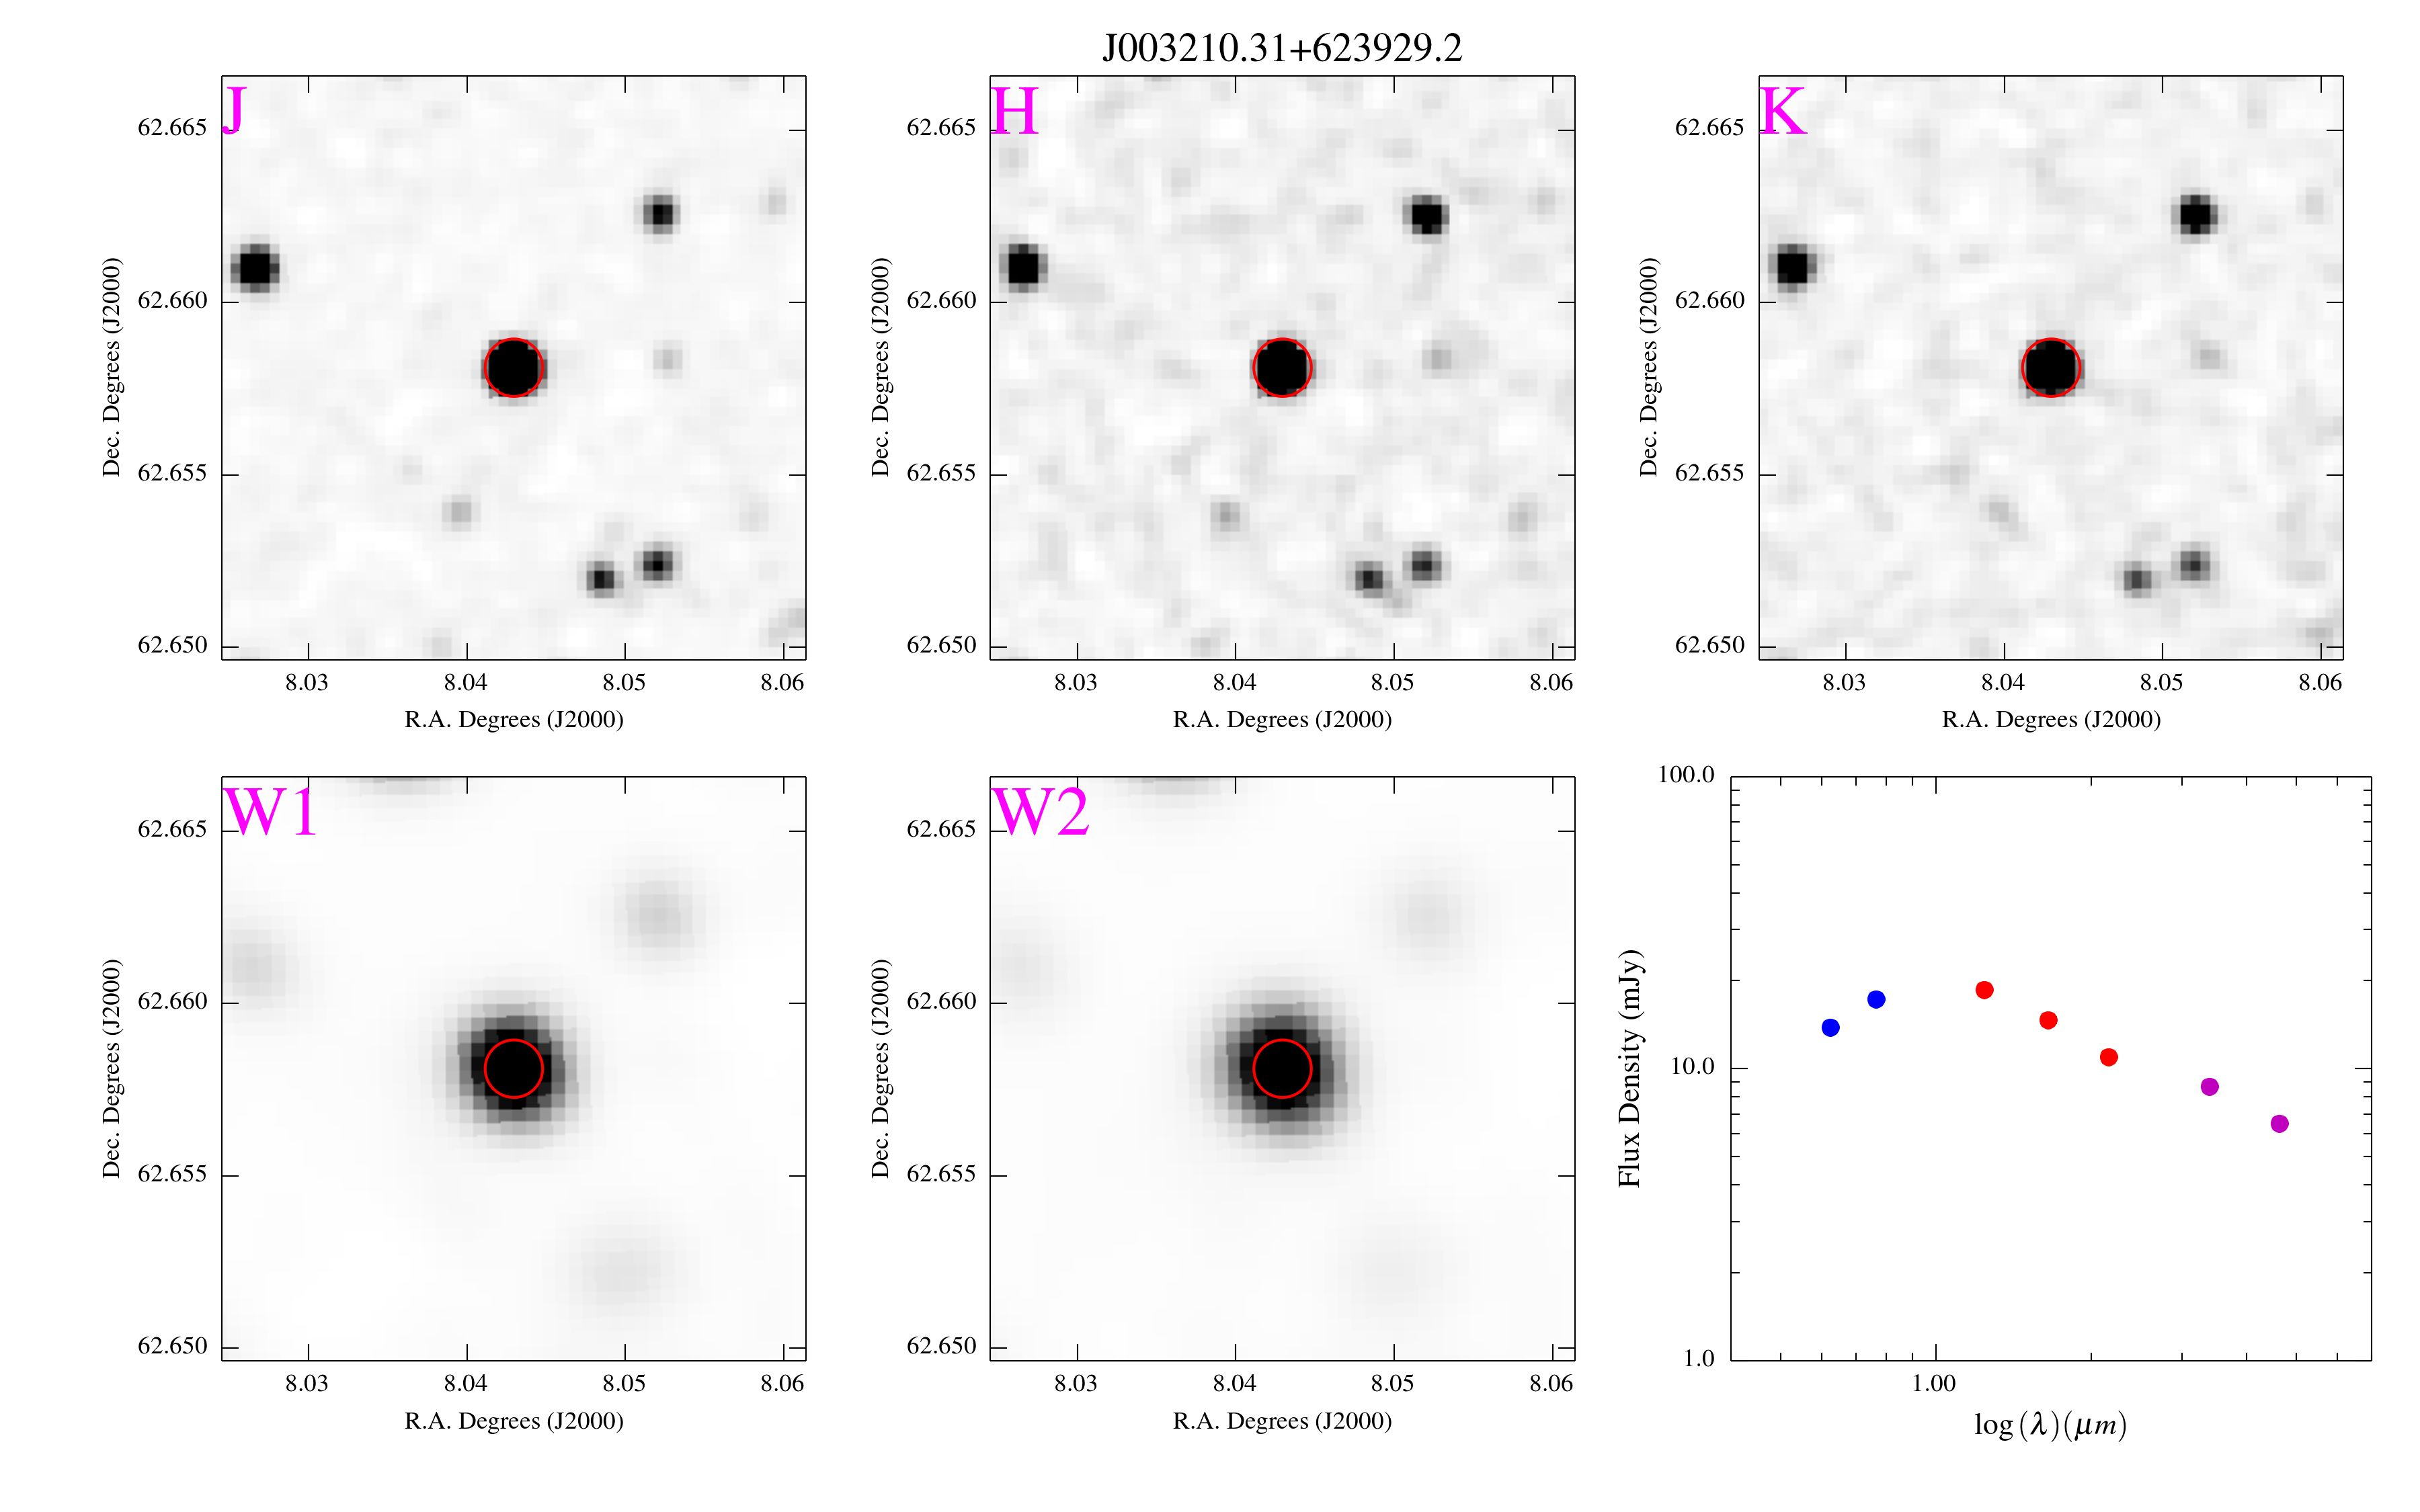 J003210.31+623929.2
J
62.665
62.660
62.655
62.650
8.03 8.04 8.05 8.06
Dec. Degrees (J2000)
R.A. Degrees (J2000)
H
62.665
62.660
62.655
62.650
8.03 8.04 8.05 8.06
Dec. Degrees (J2000)
R.A. Degrees (J2000)
K
62.665
62.660
62.655
62.650
8.03 8.04 8.05 8.06
Dec. Degrees (J2000)
R.A. Degrees (J2000)
W1
62.665
62.660
62.655
62.650
8.03 8.04 8.05 8.06
Dec. Degrees (J2000)
R.A. Degrees (J2000)
W2
62.665
62.660
62.655
62.650
8.03 8.04 8.05 8.06
Dec. Degrees (J2000)
R.A. Degrees (J2000)
100.0
10.0
1.0
1.00
Flux Density (mJy)
log(λ)(μm)